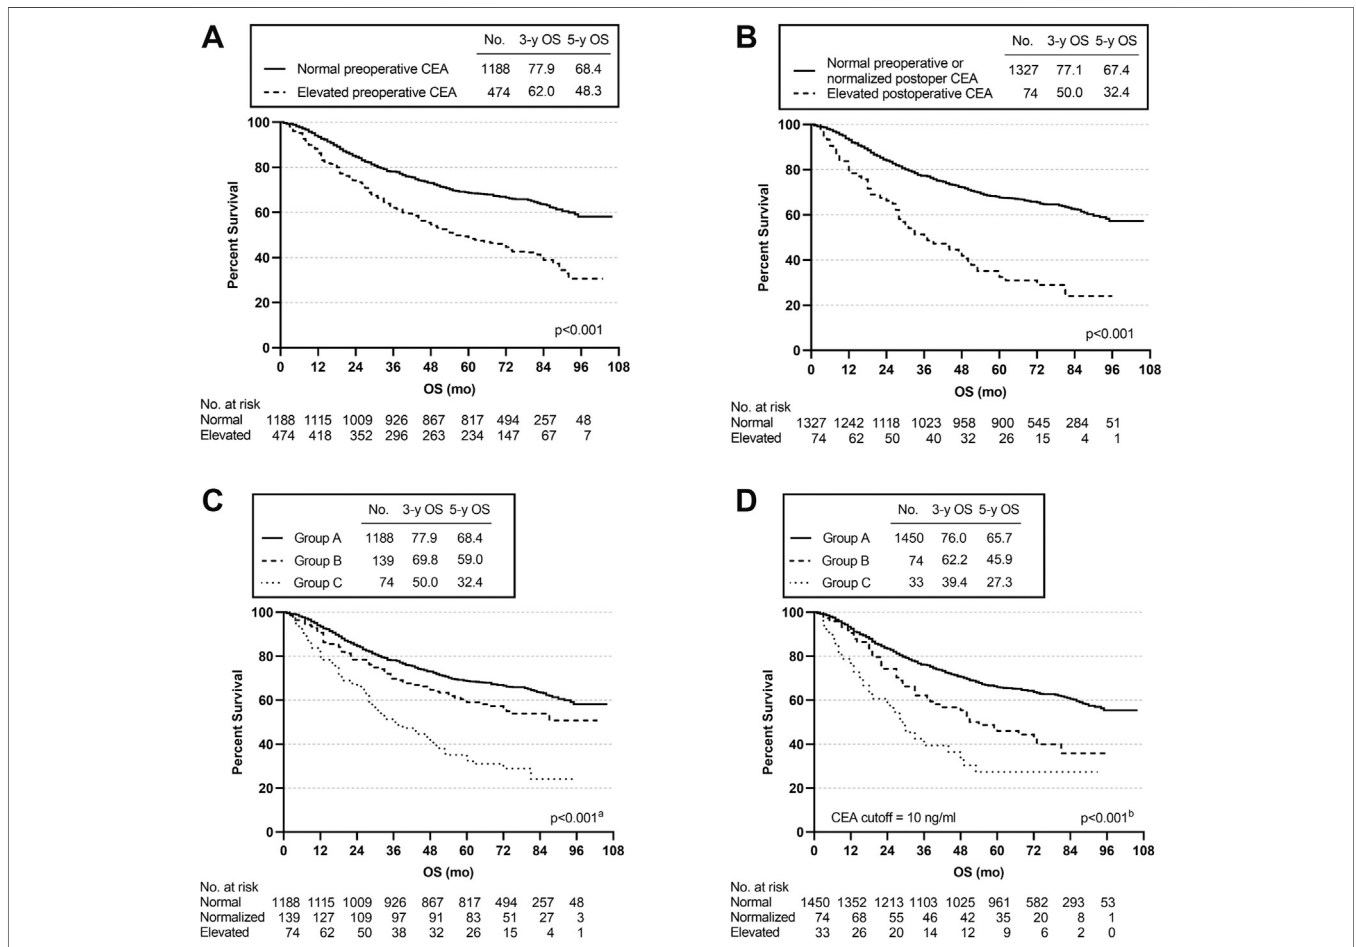 A
No. 3-y OS 5-y OS
Normal preoperative CEA 1188 77.9 68.4
Elevated preoperative CEA 474 62.0 48.3
100
80
60
40
20
0
Percent Survival
p<0.001
0 12 24 36 48 60 72 84 96 108
OS (mo)
No. at risk
Normal 1188 1115 1009 926 867 817 494 257 48
Elevated 474 418 352 296 263 234 147 67 7
B
No. 3-y OS 5-y OS
Normal preoperative or
normalized postoper CEA 1327 77.1 67.4
Elevated postoperative CEA 74 50.0 32.4
100
80
60
40
20
0
Percent Survival
p<0.001
0 12 24 36 48 60 72 84 96 108
OS (mo)
No. at risk
Normal 1327 1242 1118 1023 958 900 545 284 51
Elevated 74 62 50 40 32 26 15 4 1
C
No. 3-y OS 5-y OS
Group A 1188 77.9 68.4
Group B 139 69.8 59.0
Group C 74 50.0 32.4
100
80
60
40
20
0
Percent Survival
p<0.001a
0 12 24 36 48 60 72 84 96 108
OS (mo)
No. at risk
Normal 1188 1115 1009 926 867 817 494 257 48
Normalized 139 127 109 97 91 83 51 27 3
Elevated 74 62 50 38 32 26 15 4 1
D
No. 3-y OS 5-y OS
Group A 1450 76.0 65.7
Group B 74 62.2 45.9
Group C 33 39.4 27.3
100
80
60
40
20
0
Percent Survival
CEA cutoff = 10 ng/ml p<0.001b
0 12 24 36 48 60 72 84 96 108
OS (mo)
No. at risk
Normal 1450 1352 1213 1103 1025 961 582 293 53
Normalized 74 68 55 46 42 35 20 8 1
Elevated 33 26 20 14 12 9 6 2 0